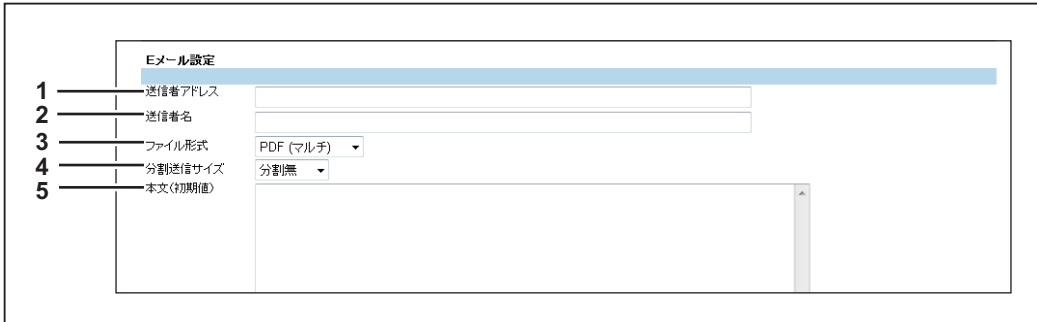 Eメール設定
1 送信者アドレス
2 送信者名
3 ファイル形式 PDF (マルチ)
4 分割送信サイズ 分割無
5 本文(初期値)